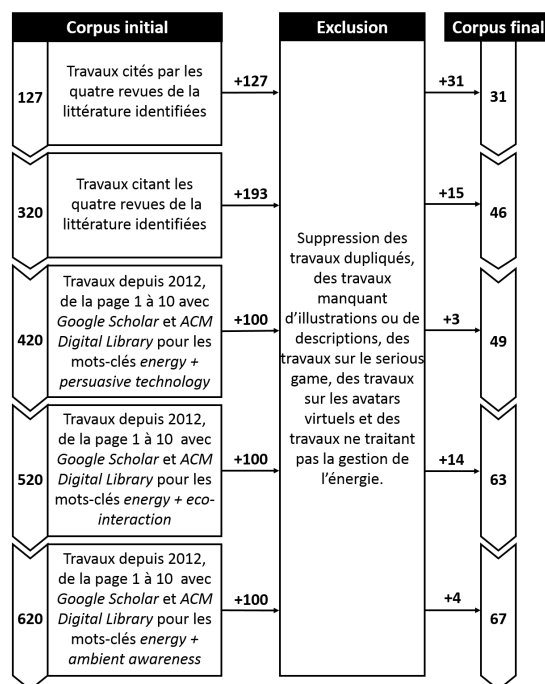 Corpus initial
Exclusion
Corpus final
127
Travaux cités par les
quatre revues de la
littérature identifiées
+127
+31
31
320
Travaux citant les
quatre revues de la
littérature identifiées
+193
+15
46
420
Travaux depuis 2012,
de la page 1 à 10 avec
Google Scholar et ACM
Digital Library pour les
mots-clés energy +
persuasive technology
+100
+3
49
520
Travaux depuis 2012,
de la page 1 à 10 avec
Google Scholar et ACM
Digital Library pour les
mots-clés energy + eco-
interaction
+100
+14
63
620
Travaux depuis 2012,
de la page 1 à 10 avec
Google Scholar et ACM
Digital Library pour les
mots-clés energy +
ambient awareness
+100
+4
67
Suppression des
travaux dupliqués,
des travaux
manquant
d'illustrations ou de
descriptions, des
travaux sur le serious
game, des travaux
sur les avatars
virtuels et des
travaux ne traitant
pas la gestion de
l'énergie.